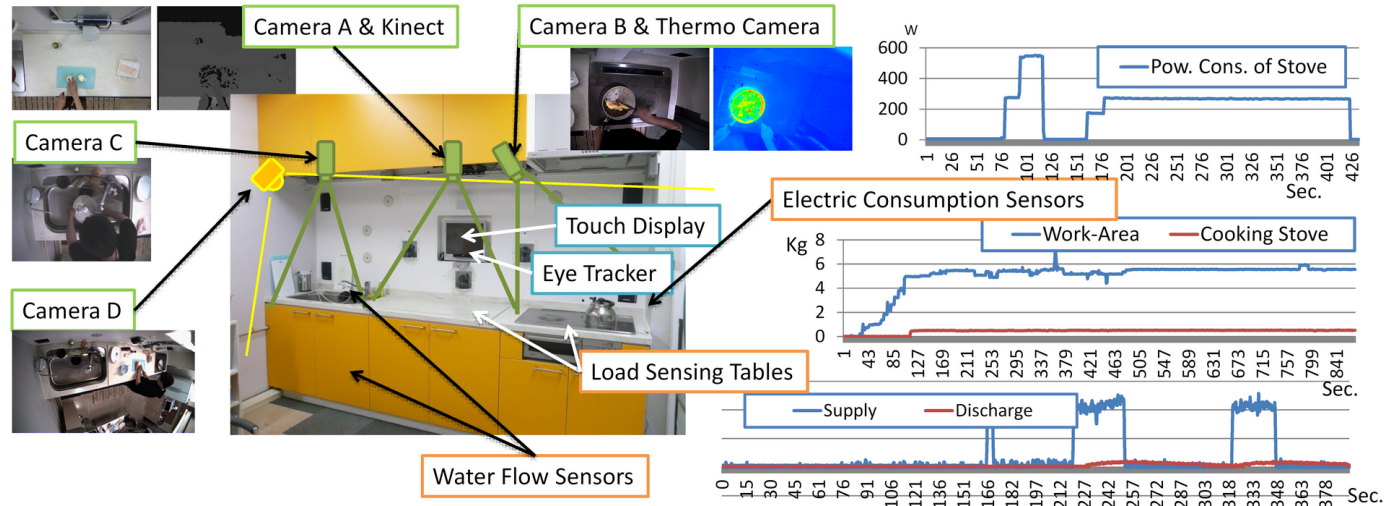 Camera A & Kinect
Camera B & Thermo Camera
Camera C
Camera D
Touch Display
Eye Tracker
Load Sensing Tables
Water Flow Sensors
Electric Consumption Sensors
W
Pow. Cons. of Stove
600
400
200
0
1 26 51 76 101 126 151 176 201 226 251 276 301 326 351 376 401 426
Sec.
Kg
Work-Area Cooking Stove
8
6
4
2
0
1 43 85 127 169 211 253 295 337 379 421 463 505 547 589 631 673 715 757 799 841
Sec.
Supply Discharge
0 15 30 45 61 76 91 106 121 136 151 166 182 197 212 227 242 257 272 287 303 318 333 348 363 378
Sec.